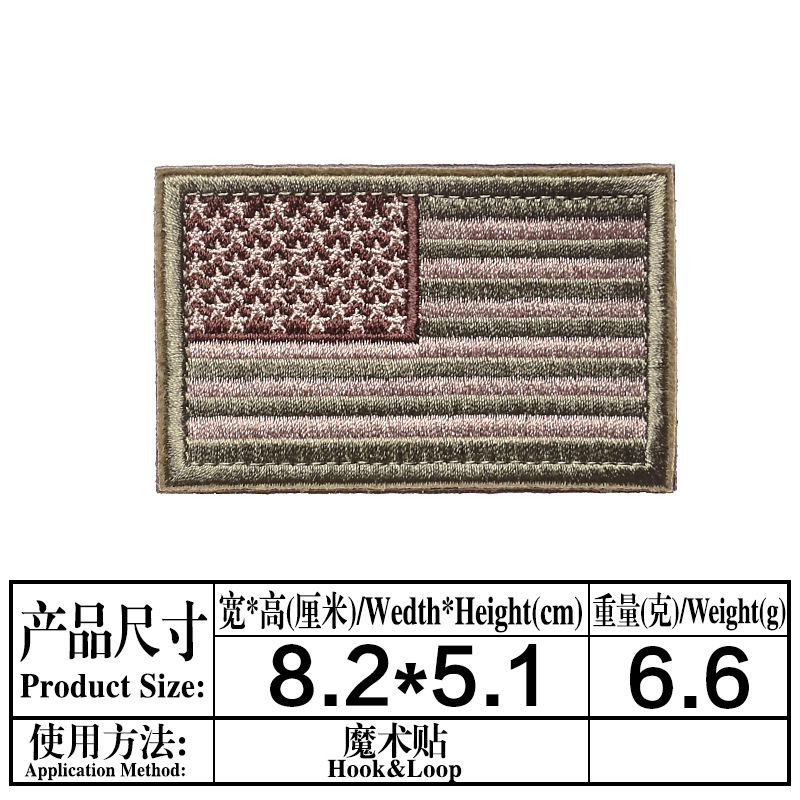 产品尺寸
Product Size:
宽*高(厘米)/Wedth*Height(cm)
重量(克)/Weight(g)
8.2*5.1
6.6
使用方法:
Application Method:
魔术贴
Hook&Loop